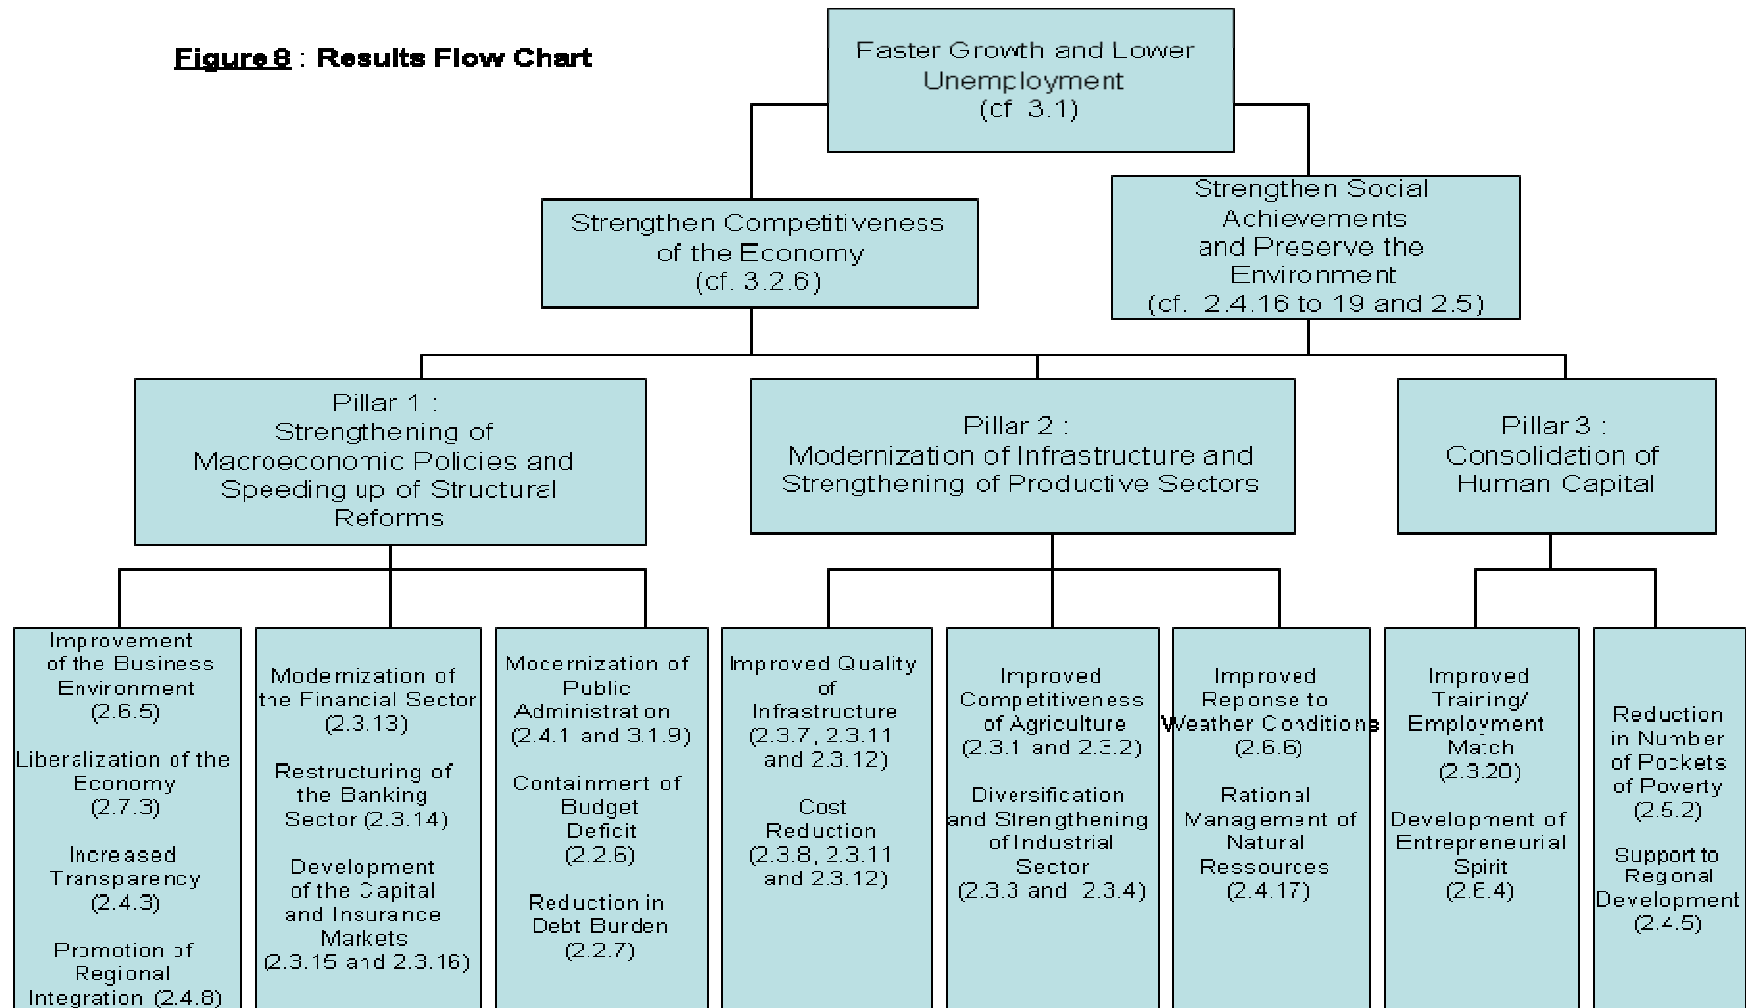 Figure 8 : Results Flow Chart
Faster Growth and Lower
Unemployment
(cf 3.1)
Strengthen Competitiveness
of the Economy
(cf. 3.2.6)
Strengthen Social
Achievements
and Preserve the
Environment
(cf. 2.4.16 to 19 and 2.5)
Pillar 1 :
Strengthening of
Macroeconomic Policies and
Speeding up of Structural
Reforms
Pillar 2 :
Modernization of Infrastructure and
Strengthening of Productive Sectors
Pillar 3 :
Consolidation of
Human Capital
Improvement
of the Business
Environment
(2.6.5)
Liberalization of the
Economy
(2.7.3)
Increased
Transparency
(2.4.3)
Promotion of
Regional
Integration (2.4.8)
Modernization of
the Financial Sector
(2.3.13)
Restructuring of
the Banking
Sector (2.3.14)
Development
of the Capital
and Insurance
Markets
(2.3.15 and 2.3.16)
Modernization of
Public
Administration
(2.4.1 and 3.1.9)
Containment of
Budget
Deficit
(2.2.6)
Reduction in
Debt Burden
(2.2.7)
Improved Quality
of
Infrastructure
(2.3.7, 2.3.11
and 2.3.12)
Cost
Reduction
(2.3.8, 2.3.11
and 2.3.12)
Improved
Competitiveness
of Agriculture
(2.3.1 and 2.3.2)
Diversification
and Strengthening
of Industrial
Sector
(2.3.3 and 2.3.4)
Improved
Reponse to
Weather Conditions
(2.6.6)
Rational
Management of
Natural
Ressources
(2.4.17)
Improved
Training/
Employment
Match
(2.3.20)
Development of
Entrepreneurial
Spirit
(2.6.4)
Reduction
in Number
of Pockets
of Poverty
(2.5.2)
Support to
Regional
Development
(2.4.5)